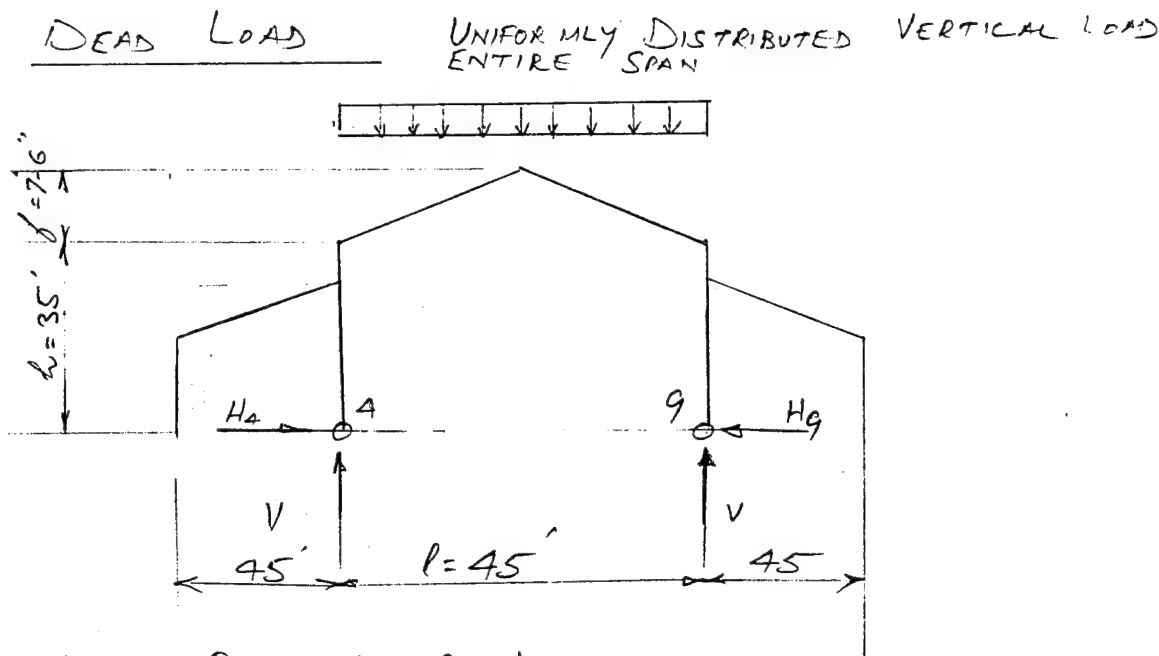 DEAD LOAD
UNIFORMLY DISTRIBUTED VERTICAL LOAD
ENTIRE SPAN
f=7'-6"
h=35'
H4
4
9
H9
V
V
45'
l=45'
45